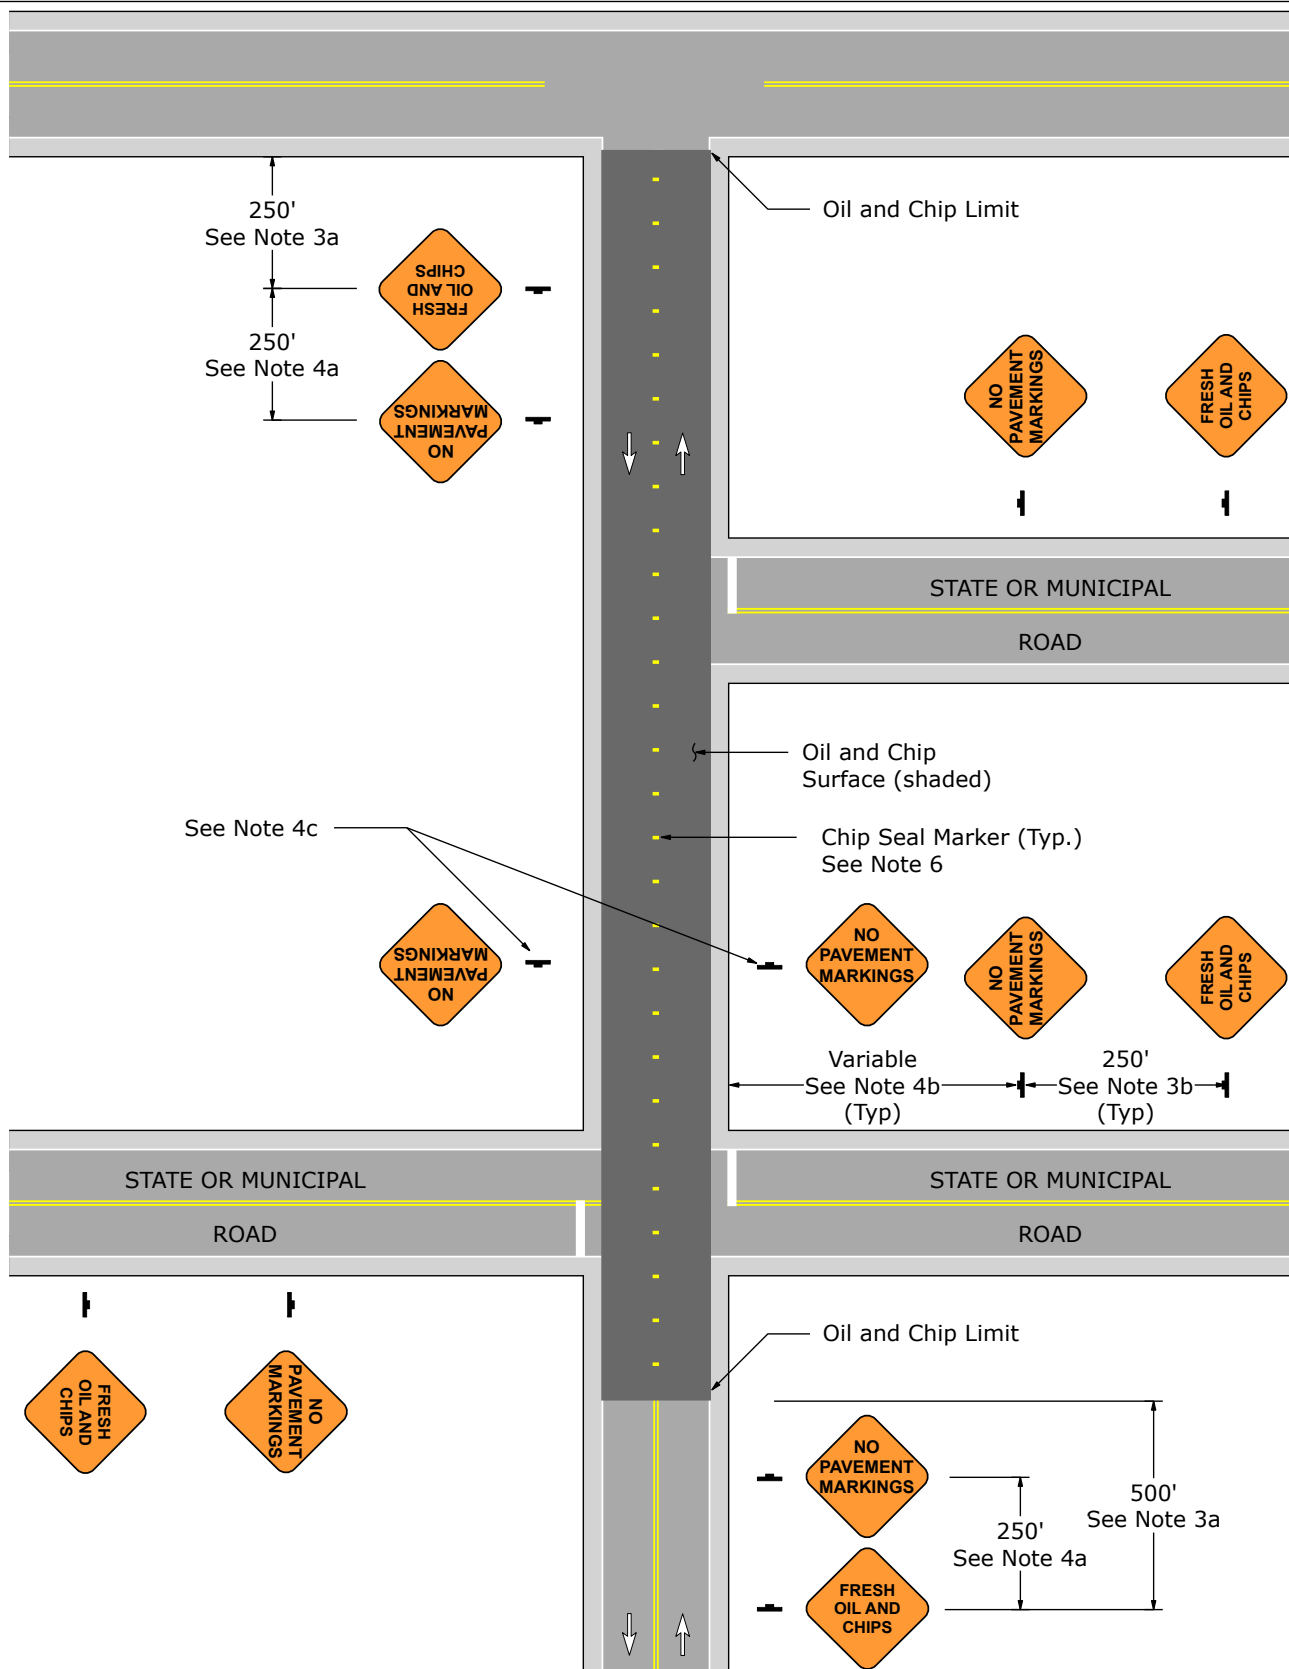 Oil and Chip Limit
250'
See Note 3a
FRESH
OIL AND
CHIPS
250'
See Note 4a
NO
PAVEMENT
MARKINGS
NO
PAVEMENT
MARKINGS
FRESH
OIL AND
CHIPS
STATE OR MUNICIPAL
ROAD
Oil and Chip
Surface (shaded)
See Note 4c
Chip Seal Marker (Typ.)
See Note 6
NO
PAVEMENT
MARKINGS
NO
PAVEMENT
MARKINGS
NO
PAVEMENT
MARKINGS
FRESH
OIL AND
CHIPS
Variable
See Note 4b
(Typ)
250'
See Note 3b
(Typ)
STATE OR MUNICIPAL
ROAD
STATE OR MUNICIPAL
ROAD
Oil and Chip Limit
FRESH
OIL AND
CHIPS
NO
PAVEMENT
MARKINGS
NO
PAVEMENT
MARKINGS
500'
See Note 3a
250'
See Note 4a
FRESH
OIL AND
CHIPS